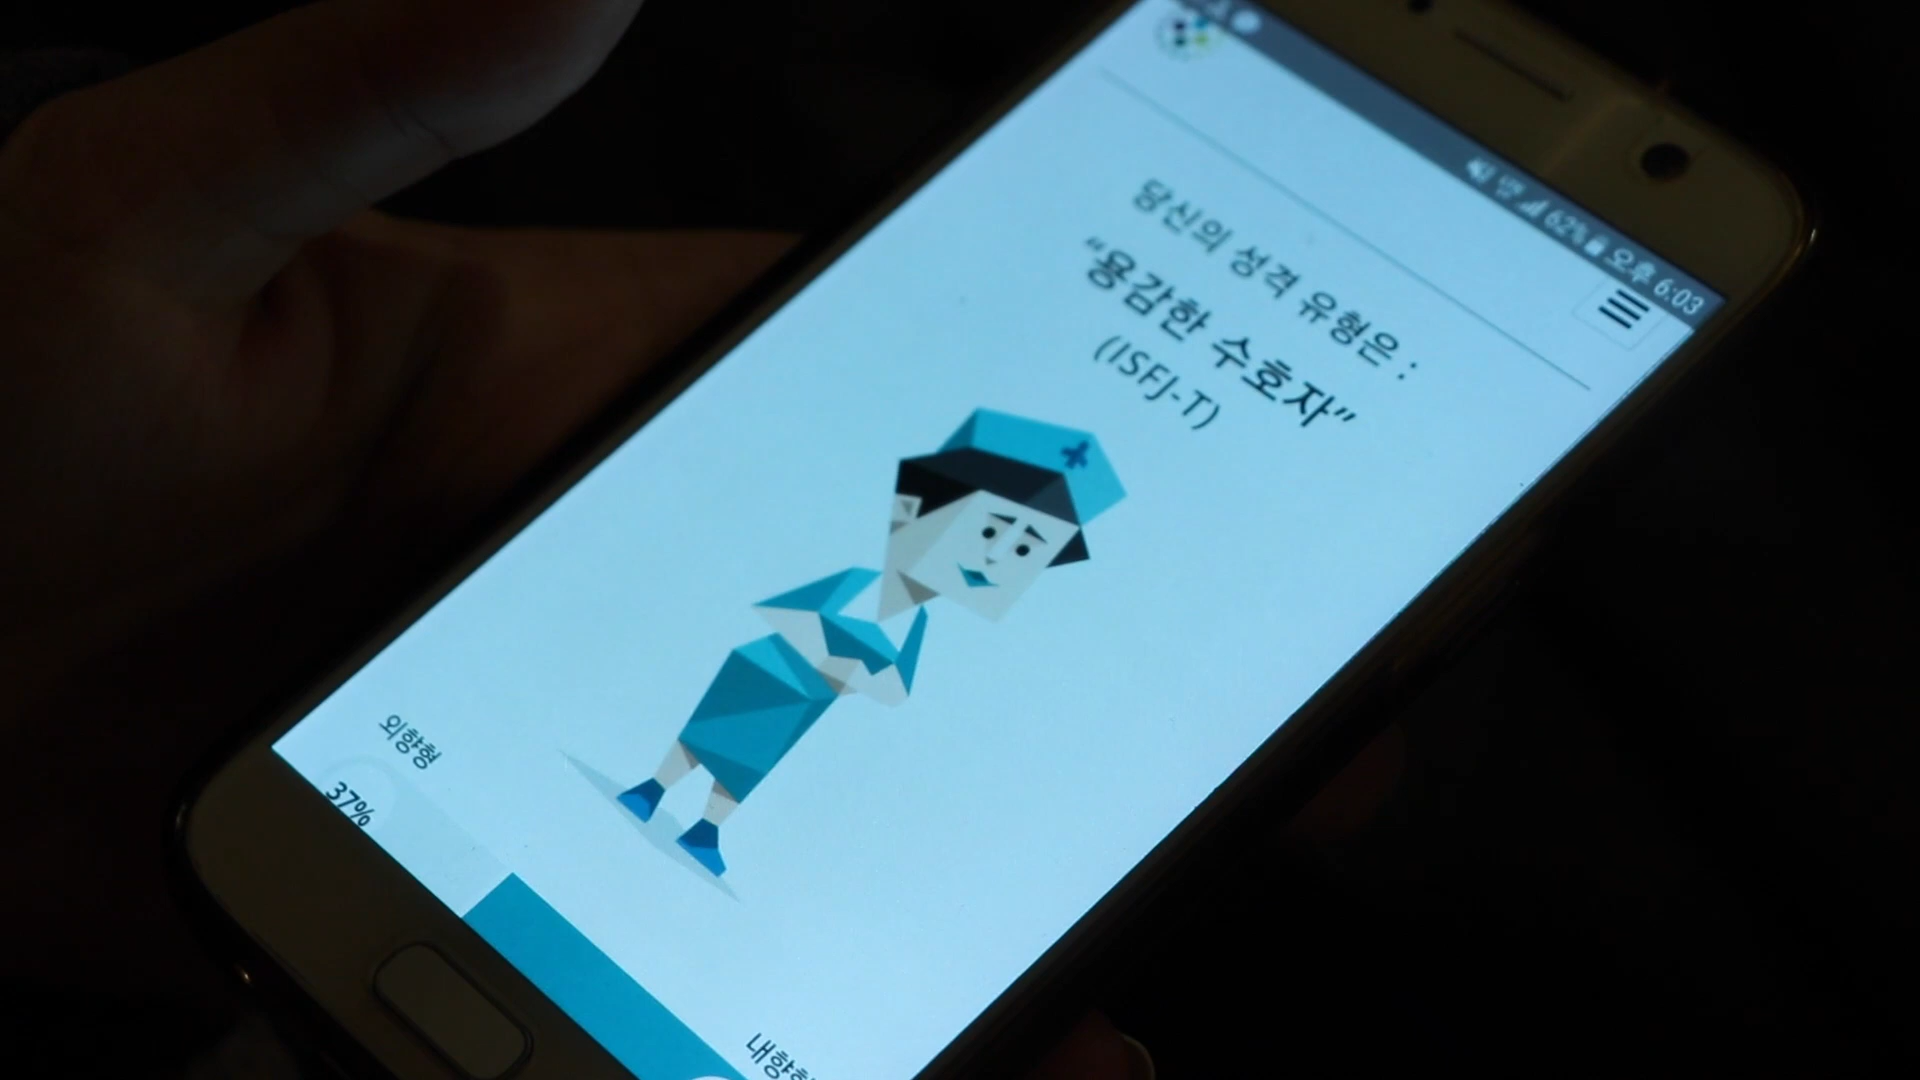 62% 오후 6:03
당신의 성격 유형은 :
“용감한 수호자”
(ISFJ-T)
외향형
37%
내향형